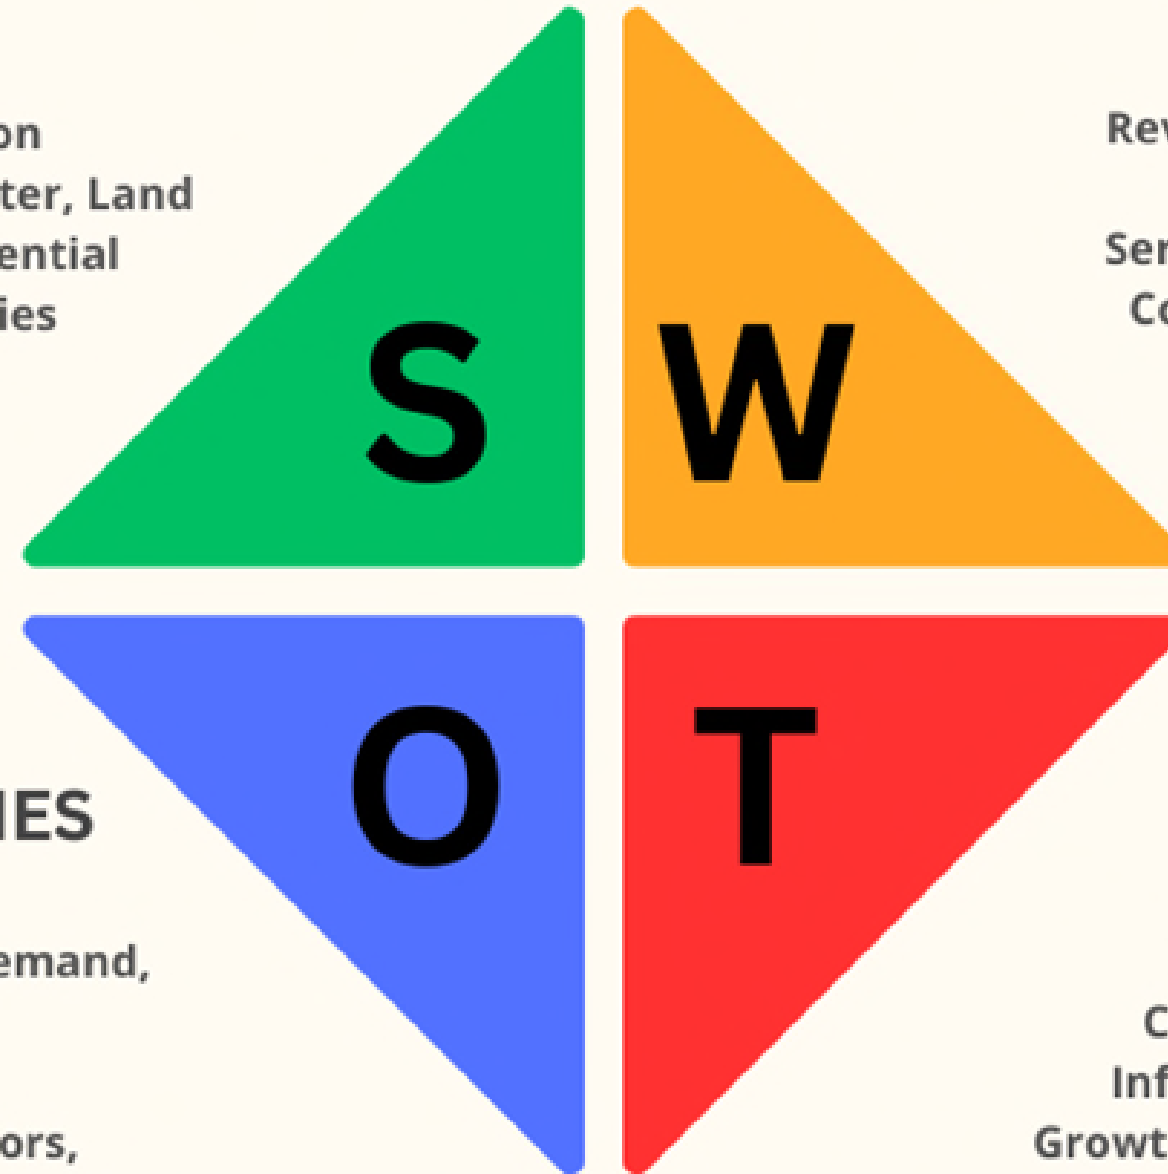 on
ter, Land
ential
ies
S
W
Rev
Ser
Co
O
T
IES
emand,
ors,
C
Inf
Growt